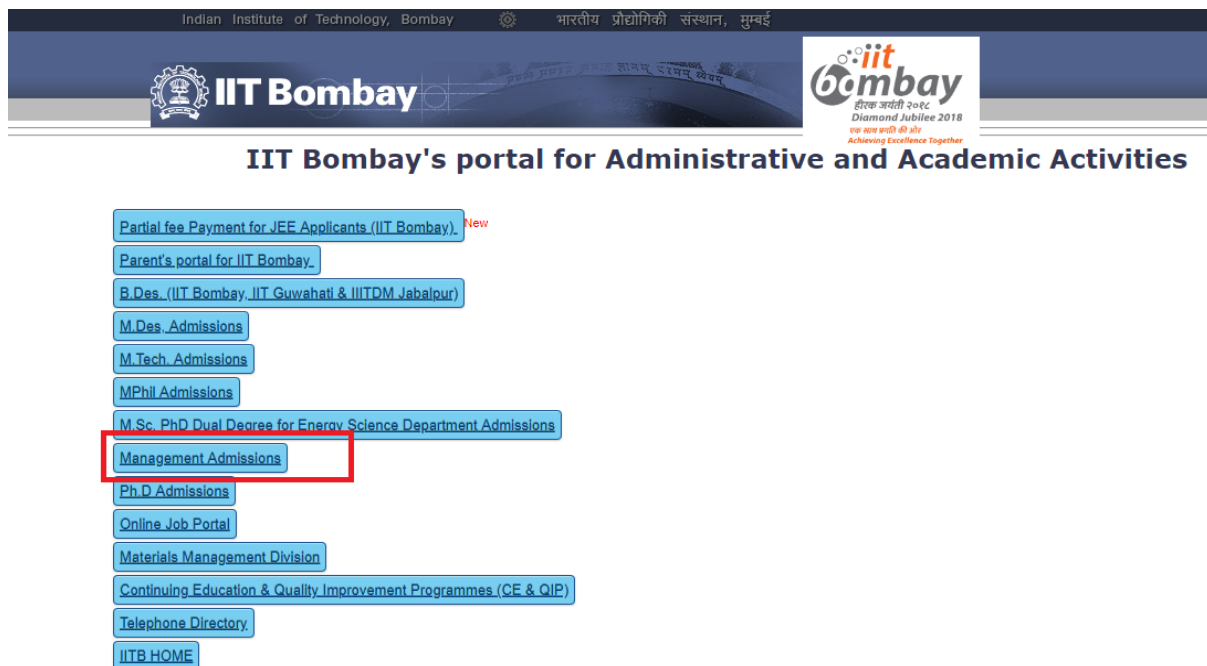 Indian Institute of Technology, Bombay भारतीय प्रौद्योगिकी संस्थान, मुम्बई
IIT Bombay
iit
bombay
हीरक जयंती २०१८
Diamond Jubilee 2018
एक साथ प्रगति की ओर
Achieving Excellence Together
IIT Bombay's portal for Administrative and Academic Activities
Partial fee Payment for JEE Applicants (IIT Bombay) New
Parent's portal for IIT Bombay
B.Des. (IIT Bombay, IIT Guwahati & IIITDM Jabalpur)
M.Des, Admissions
M.Tech. Admissions
MPhil Admissions
M.Sc. PhD Dual Degree for Energy Science Department Admissions
Management Admissions
Ph.D Admissions
Online Job Portal
Materials Management Division
Continuing Education & Quality Improvement Programmes (CE & QIP)
Telephone Directory
IITB HOME